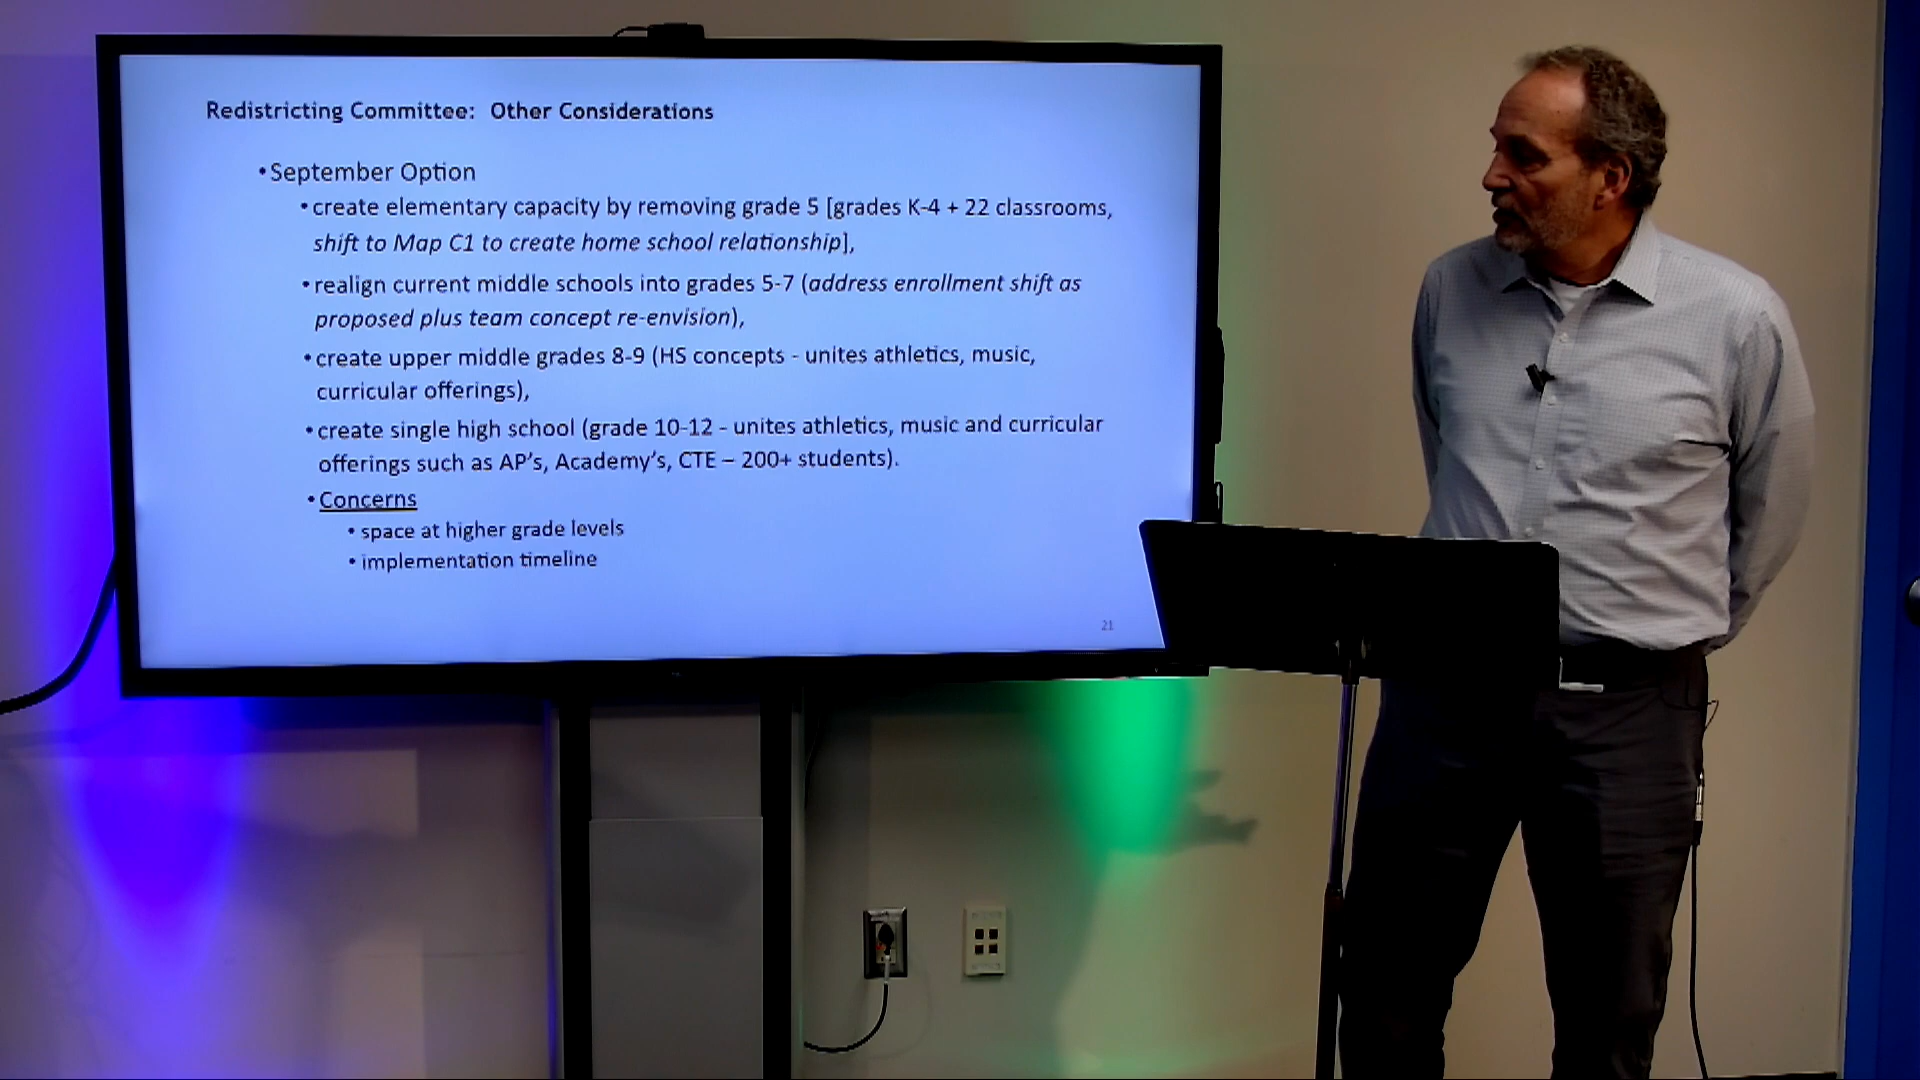 Redistricting Committee: Other Considerations
•September Option
•create elementary capacity by removing grade 5 [grades K-4 + 22 classrooms,
shift to Map C1 to create home school relationship],
•realign current middle schools into grades 5-7 (address enrollment shift as
proposed plus team concept re-envision),
•create upper middle grades 8-9 (HS concepts - unites athletics, music,
curricular offerings),
•create single high school (grade 10-12 - unites athletics, music and curricular
offerings such as AP's, Academy's, CTE – 200+ students).
•Concerns
•space at higher grade levels
•implementation timeline
21